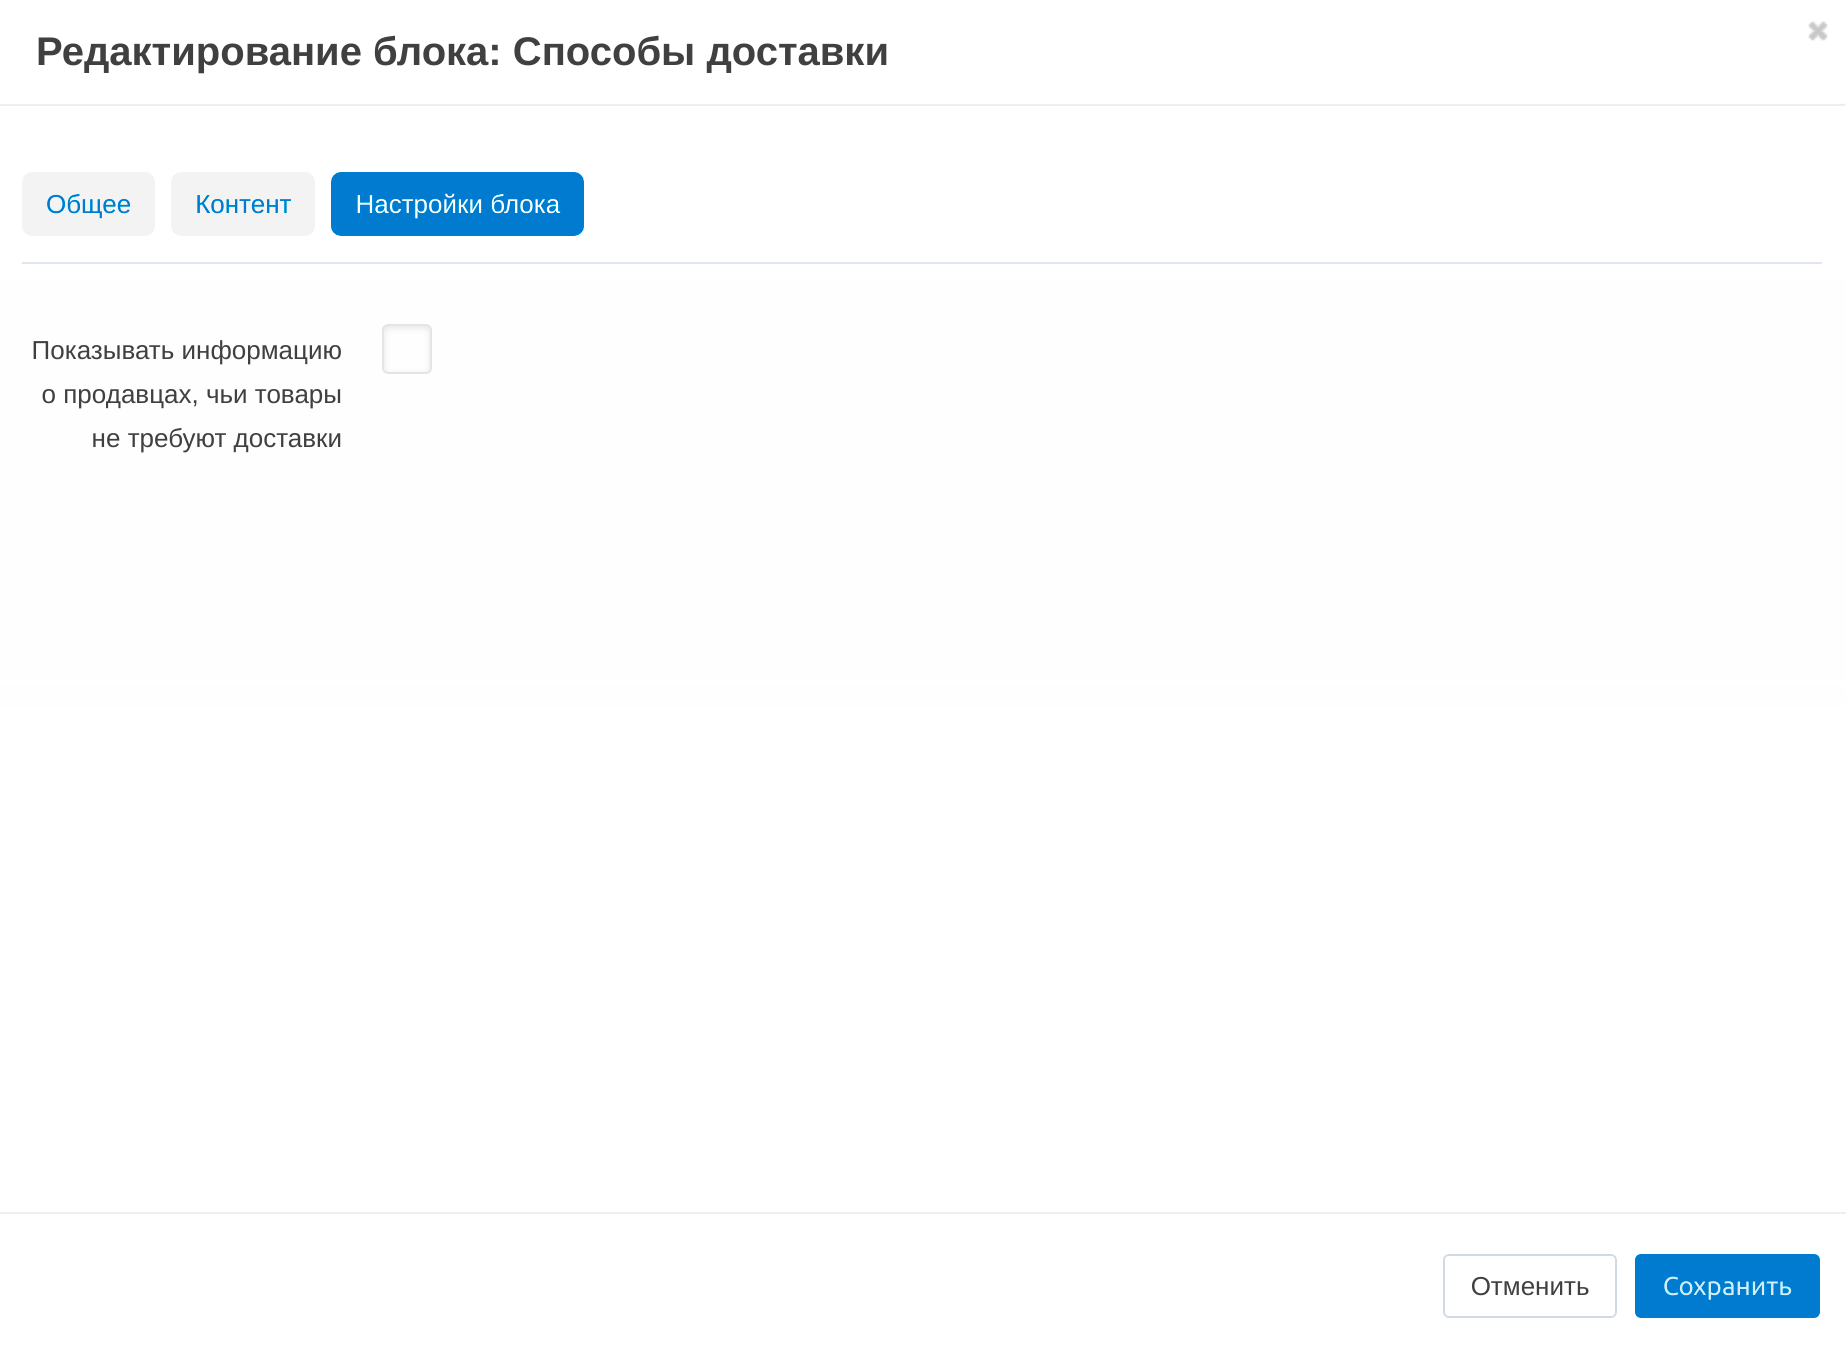 Редактирование блока: Способы доставки
Общее
Контент
Настройки блока
Показывать информацию
о продавцах, чьи товары
не требуют доставки
Отменить
Сохранить